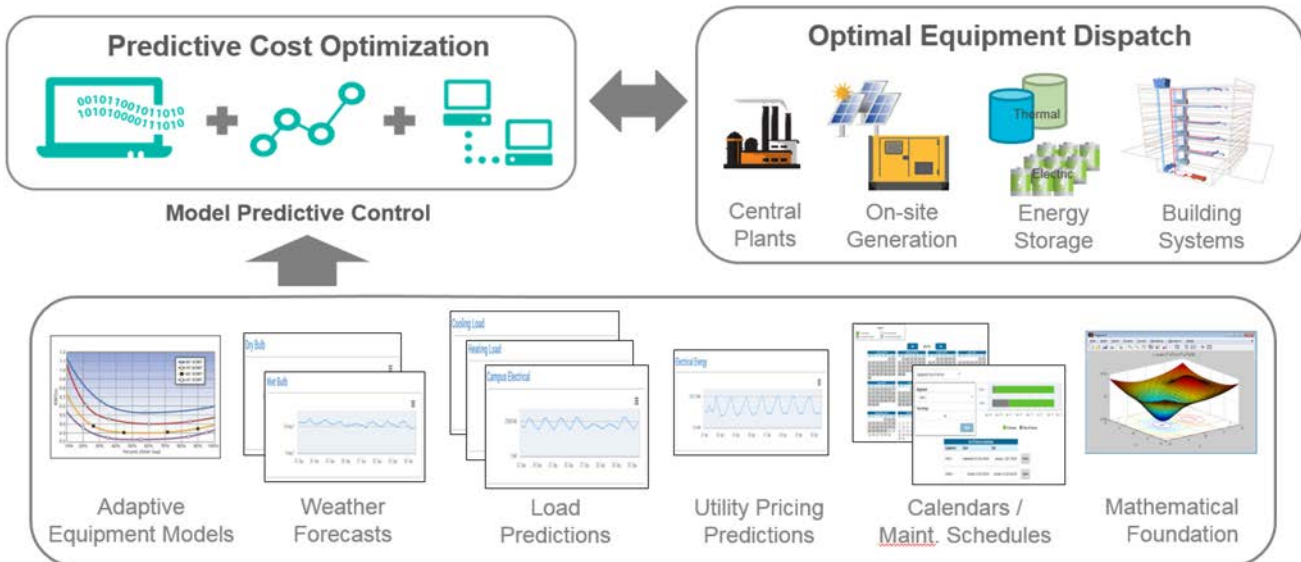 Predictive Cost Optimization
001011001011010
101010000111010
Model Predictive Control
Optimal Equipment Dispatch
Thermal
Electric
Central
Plants
On-site
Generation
Energy
Storage
Building
Systems
Dry Bulb
Wet Bulb
Cooling Load
Heating Load
Campus Electrical
Electrical Energy
Adaptive
Equipment Models
Weather
Forecasts
Load
Predictions
Utility Pricing
Predictions
Calendars /
Maint. Schedules
Mathematical
Foundation